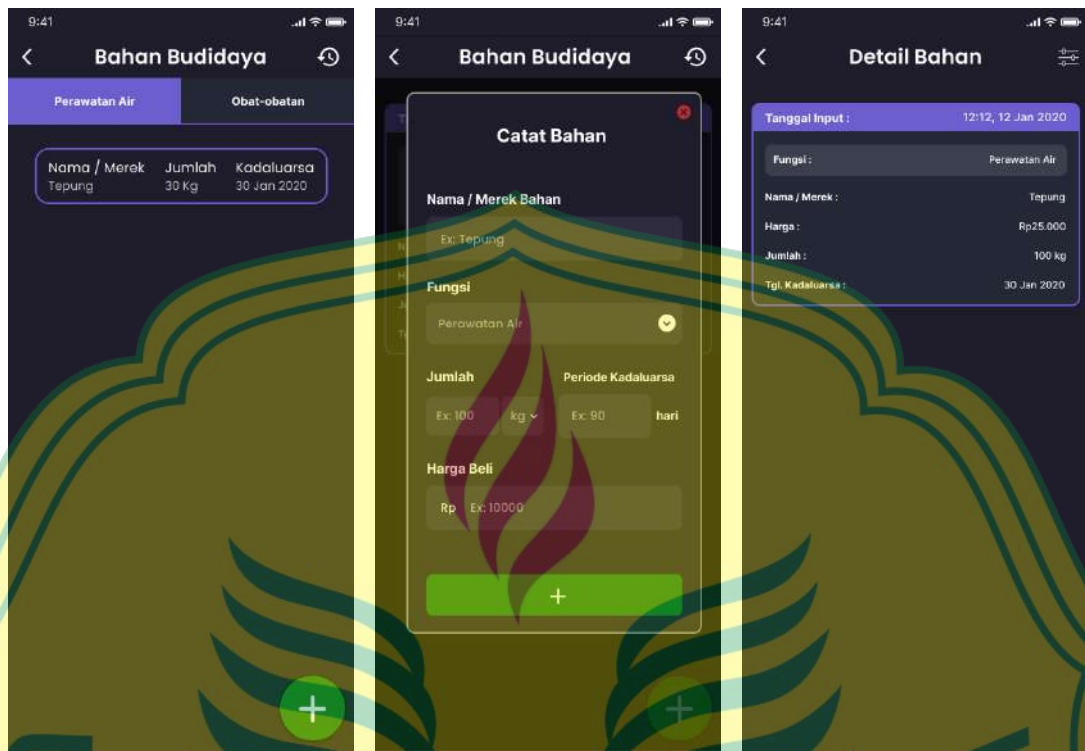 9:41
Bahan Budidaya
Perawatan Air Obat-obatan
Nama / Merek Jumlah Kadaluarsa
Tepung 30 Kg 30 Jan 2020
9:41
Bahan Budidaya
Catat Bahan
Nama / Merek Bahan
Ex: Tepung
Fungsi
Perawatan Air
Jumlah Periode Kadaluarsa
Ex: 100 kg Ex: 90 hari
Harga Beli
Rp Ex: 10000
+
9:41
Detail Bahan
Tanggal Input : 12:12, 12 Jan 2020
Fungsi : Perawatan Air
Nama / Merek : Tepung
Harga : Rp25.000
Jumlah : 100 kg
Tgl. Kadaluarsa : 30 Jan 2020